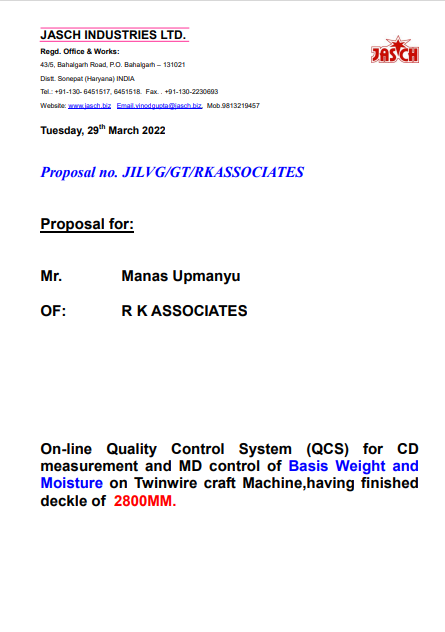 JASCH INDUSTRIES LTD.
Regd. Office & Works:
43/5, Bahalgarh Road, P.O. Bahalgarh – 131021
Distt. Sonepat (Haryana) INDIA
Tel.: +91-130- 6451517, 6451518. Fax. . +91-130-2230693
Website: www.jasch.biz Email.vinodgupta@jasch.biz, Mob.9813219457
JASCH
Tuesday, 29th March 2022
Proposal no. JILVG/GT/RKASSOCIATES
Proposal for:
Mr. Manas Upmanyu
OF: R K ASSOCIATES
On-line Quality Control System (QCS) for CD
measurement and MD control of Basis Weight and
Moisture on Twinwire craft Machine,having finished
deckle of 2800MM.